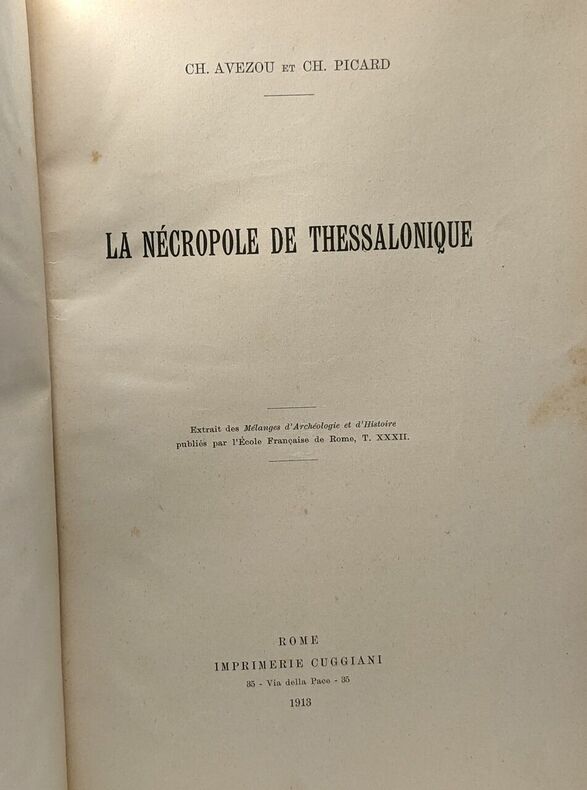 CH. AVEZOU ET CH. PICARD
LA NÉCROPOLE DE THESSALONIQUE
Extrait des Mélanges d'Archéologie et d'Histoire
publiés par l'École Française de Rome, T. XXXII.
ROME
IMPRIMERIE CUGGIANI
35 - Via della Pace - 35
1913